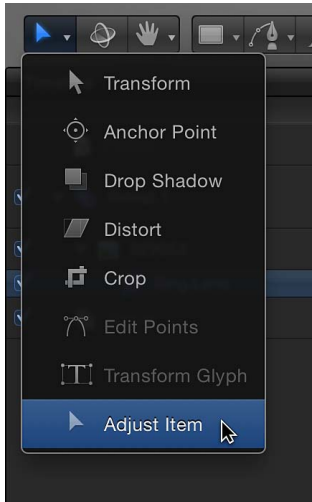 Transform
Anchor Point
Drop Shadow
Distort
Crop
Edit Points
Transform Glyph
Adjust Item